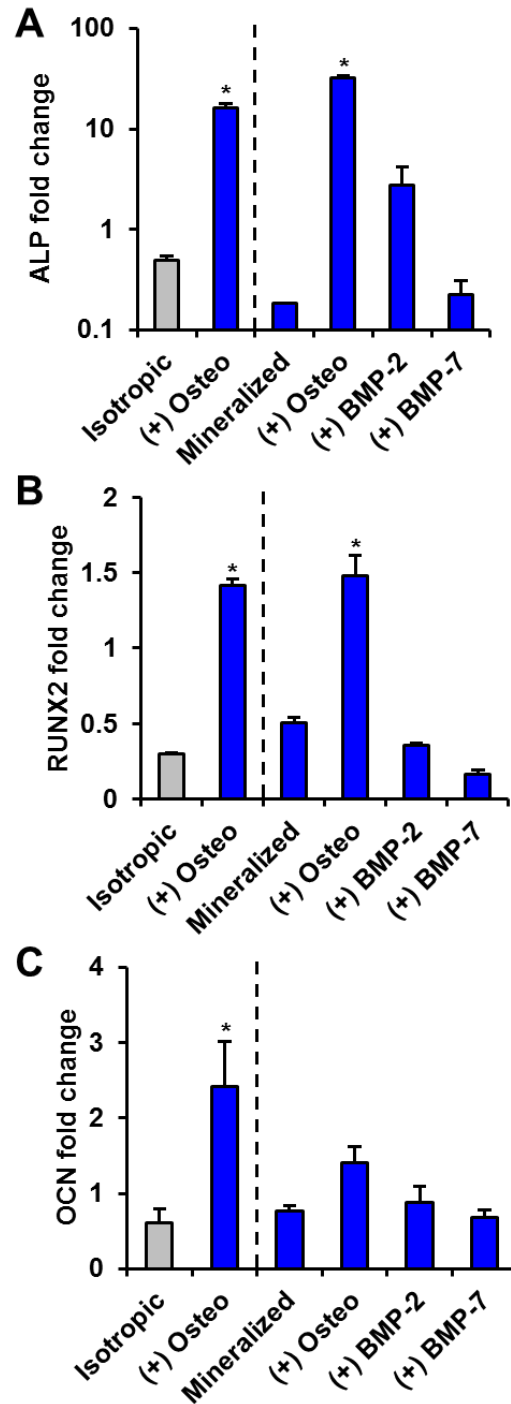 A
ALP fold change
100
10
1
0.1
*
*
Isotropic
(+) Osteo
Mineralized
(+) Osteo
(+) BMP-2
(+) BMP-7
B
RUNX2 fold change
2
1.5
1
0.5
0
*
*
Isotropic
(+) Osteo
Mineralized
(+) Osteo
(+) BMP-2
(+) BMP-7
C
OCN fold change
4
3
2
1
0
*
Isotropic
(+) Osteo
Mineralized
(+) Osteo
(+) BMP-2
(+) BMP-7